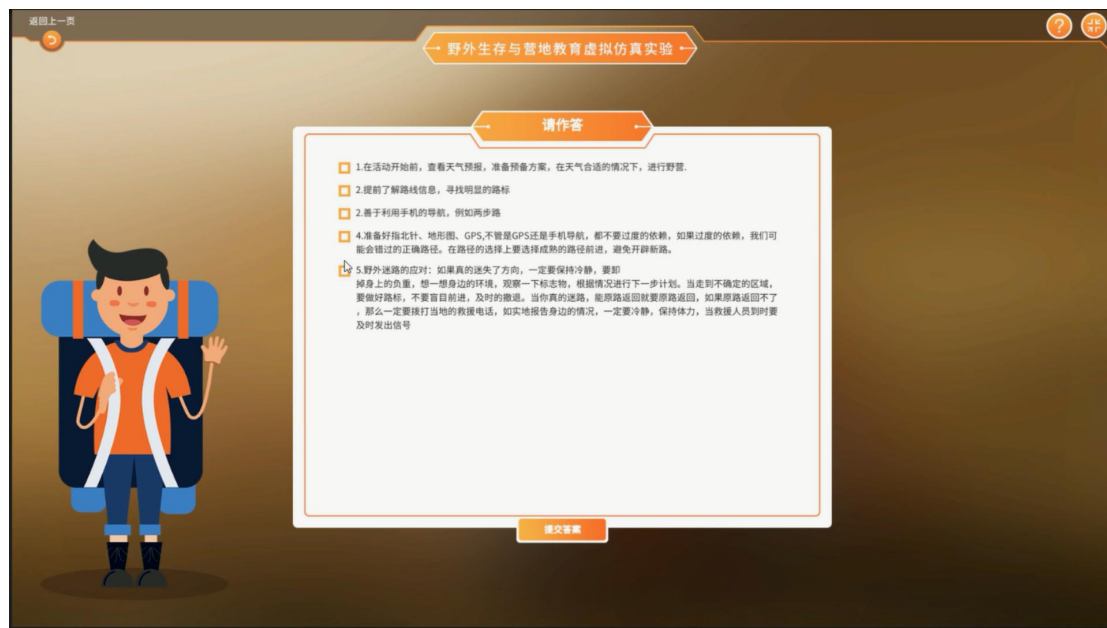 返回上一页
野外生存与营地教育虚拟仿真实验
?
请作答
1.在活动开始前，查看天气预报，准备预备方案，在天气合适的情况下，进行野营.
2.提前了解路线信息，寻找明显的路标
2.善于利用手机的导航，例如两步路
4.准备好指北针、地形图、GPS,不管是GPS还是手机导航，都不要过度的依赖，如果过度的依赖，我们可
能会错过的正确路径。在路径的选择上要选择成熟的路径前进，避免开辟新路。
5.野外迷路的应对：如果真的迷失了方向，一定要保持冷静，要卸
掉身上的负重，想一想身边的环境，观察一下标志物，根据情况进行下一步计划。当走到不确定的区域，
要做好路标，不要盲目前进，及时的撤退。当你真的迷路，能原路返回就要原路返回，如果原路返回不了
，那么一定要拨打当地的救援电话，如实地报告身边的情况，一定要冷静，保持体力，当救援人员到时要
及时发出信号
提交答案